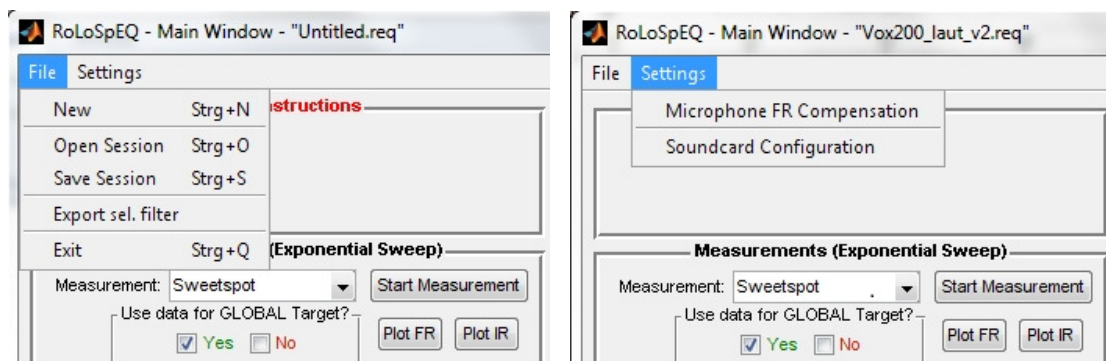 RoLoSpEQ - Main Window - "Untitled.req"
File Settings
New Strg+N
Open Session Strg+O
Save Session Strg+S
Export sel. filter
Exit Strg+Q
structions
(Exponential Sweep)
Measurement: Sweetspot Start Measurement
Use data for GLOBAL Target?
Yes No Plot FR Plot IR
RoLoSpEQ - Main Window - "Vox200_laut_v2.req"
File Settings
Microphone FR Compensation
Soundcard Configuration
Measurements (Exponential Sweep)
Measurement: Sweetspot Start Measurement
Use data for GLOBAL Target?
Yes No Plot FR Plot IR